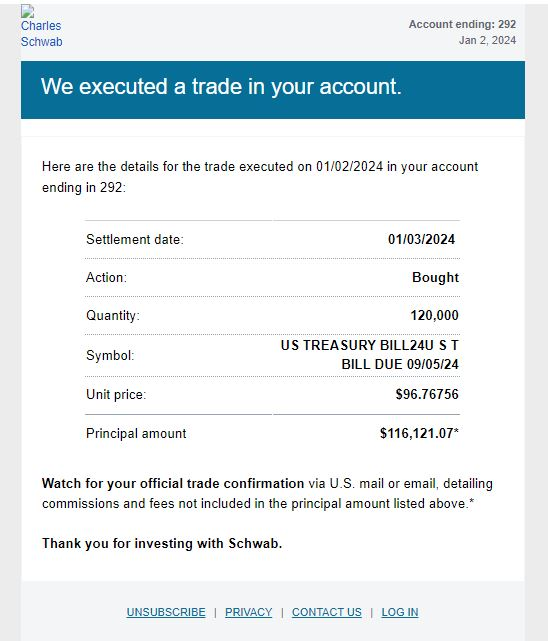 Charles
Schwab
Account ending: 292
Jan 2, 2024
We executed a trade in your account.
Here are the details for the trade executed on 01/02/2024 in your account
ending in 292:
Settlement date: 01/03/2024
Action: Bought
Quantity: 120,000
Symbol: US TREASURY BILL24U S T
BILL DUE 09/05/24
Unit price: $96.76756
Principal amount $116,121.07*
Watch for your official trade confirmation via U.S. mail or email, detailing
commissions and fees not included in the principal amount listed above.*
Thank you for investing with Schwab.
UNSUBSCRIBE | PRIVACY | CONTACT US | LOG IN